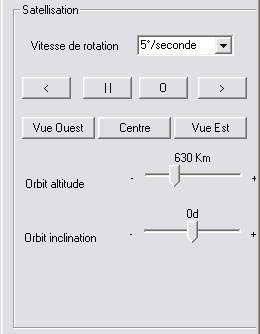 Satellisation
Vitesse de rotation 5°/seconde
< || 0 >
Vue Ouest Centre Vue Est
630 Km
Orbit altitude - +
0d
Orbit inclination - +